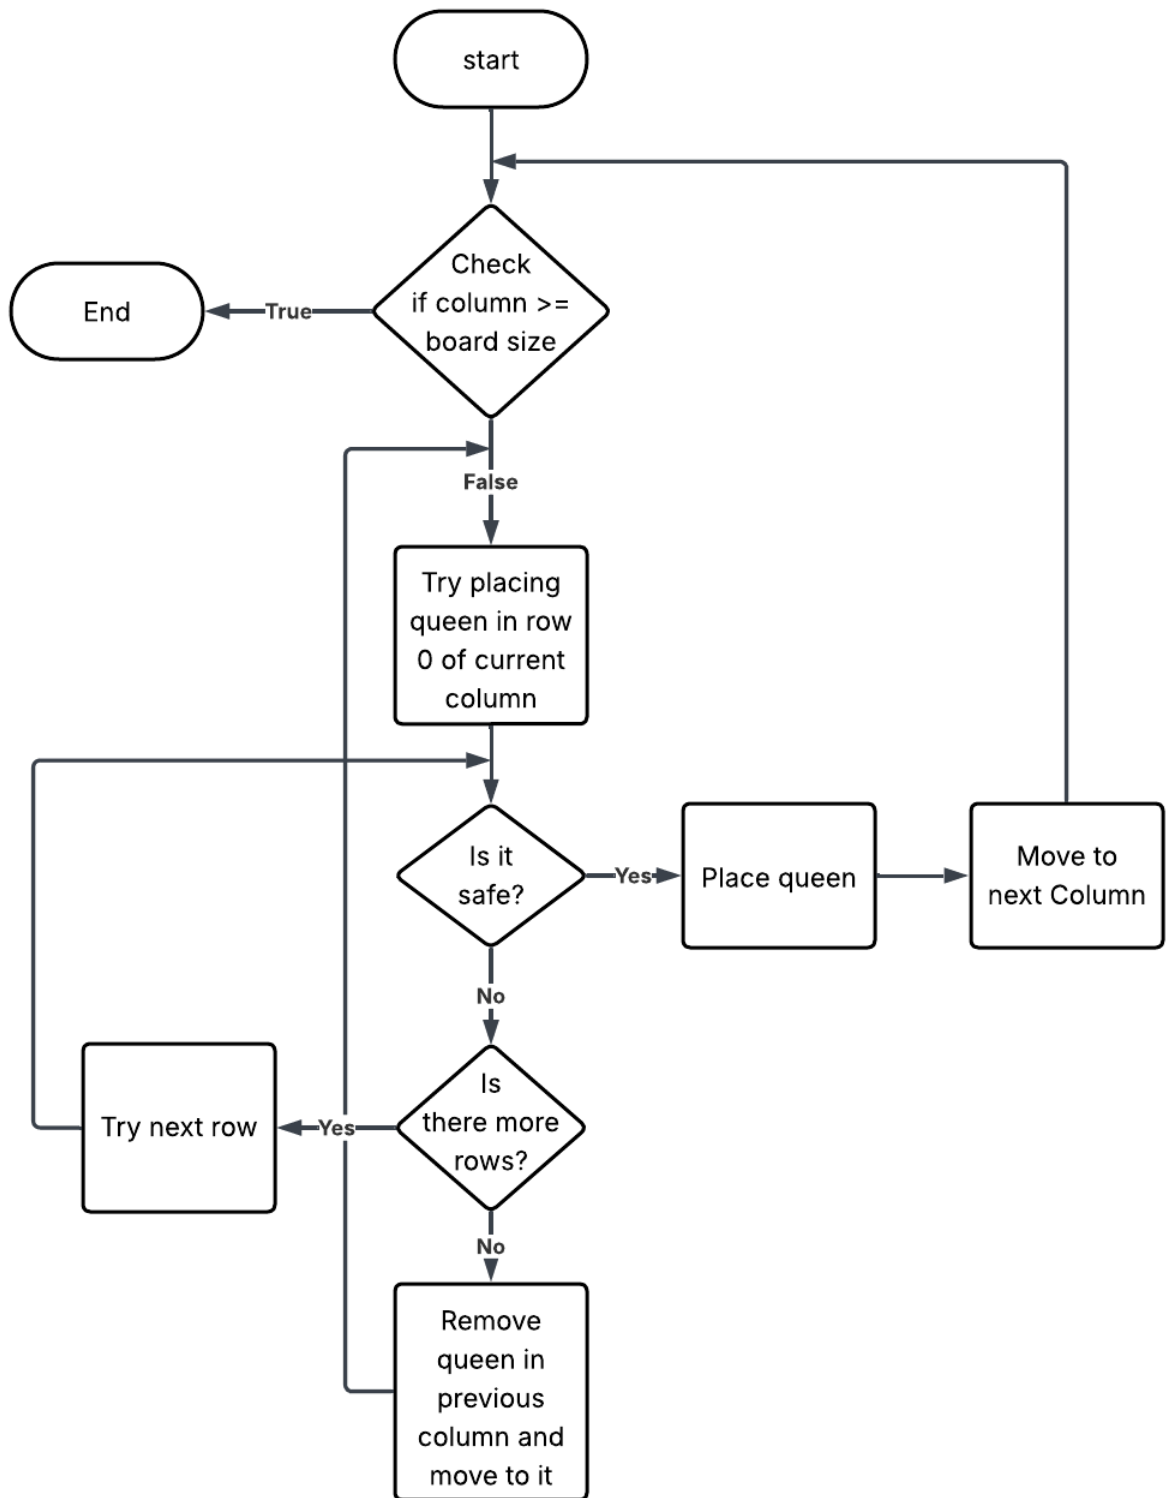 start
Check
if column >=
board size
True
End
False
Try placing
queen in row
0 of current
column
Is it
safe?
Yes
Place queen
Move to
next Column
No
Is
there more
rows?
Yes
Try next row
No
Remove
queen in
previous
column and
move to it